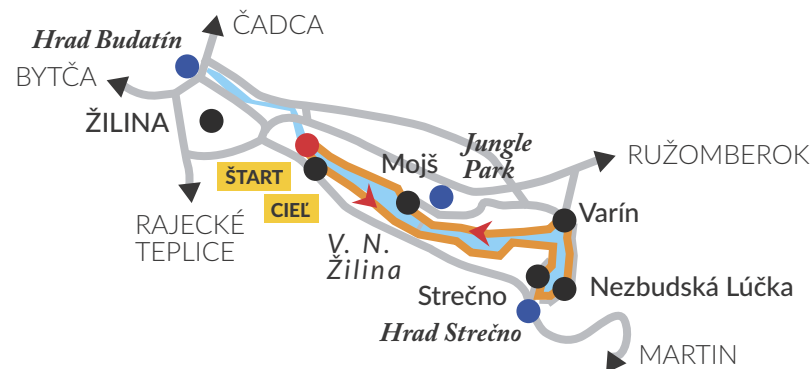 ČADCA
Hrad Budatín
BYTČA
ŽILINA
Jungle
Park
Mojš
RUŽOMBEROK
ŠTART
CIEĽ
Varín
RAJECKÉ
TEPLICE
V. N.
Žilina
Strečno
Nezbudská Lúčka
Hrad Strečno
MARTIN